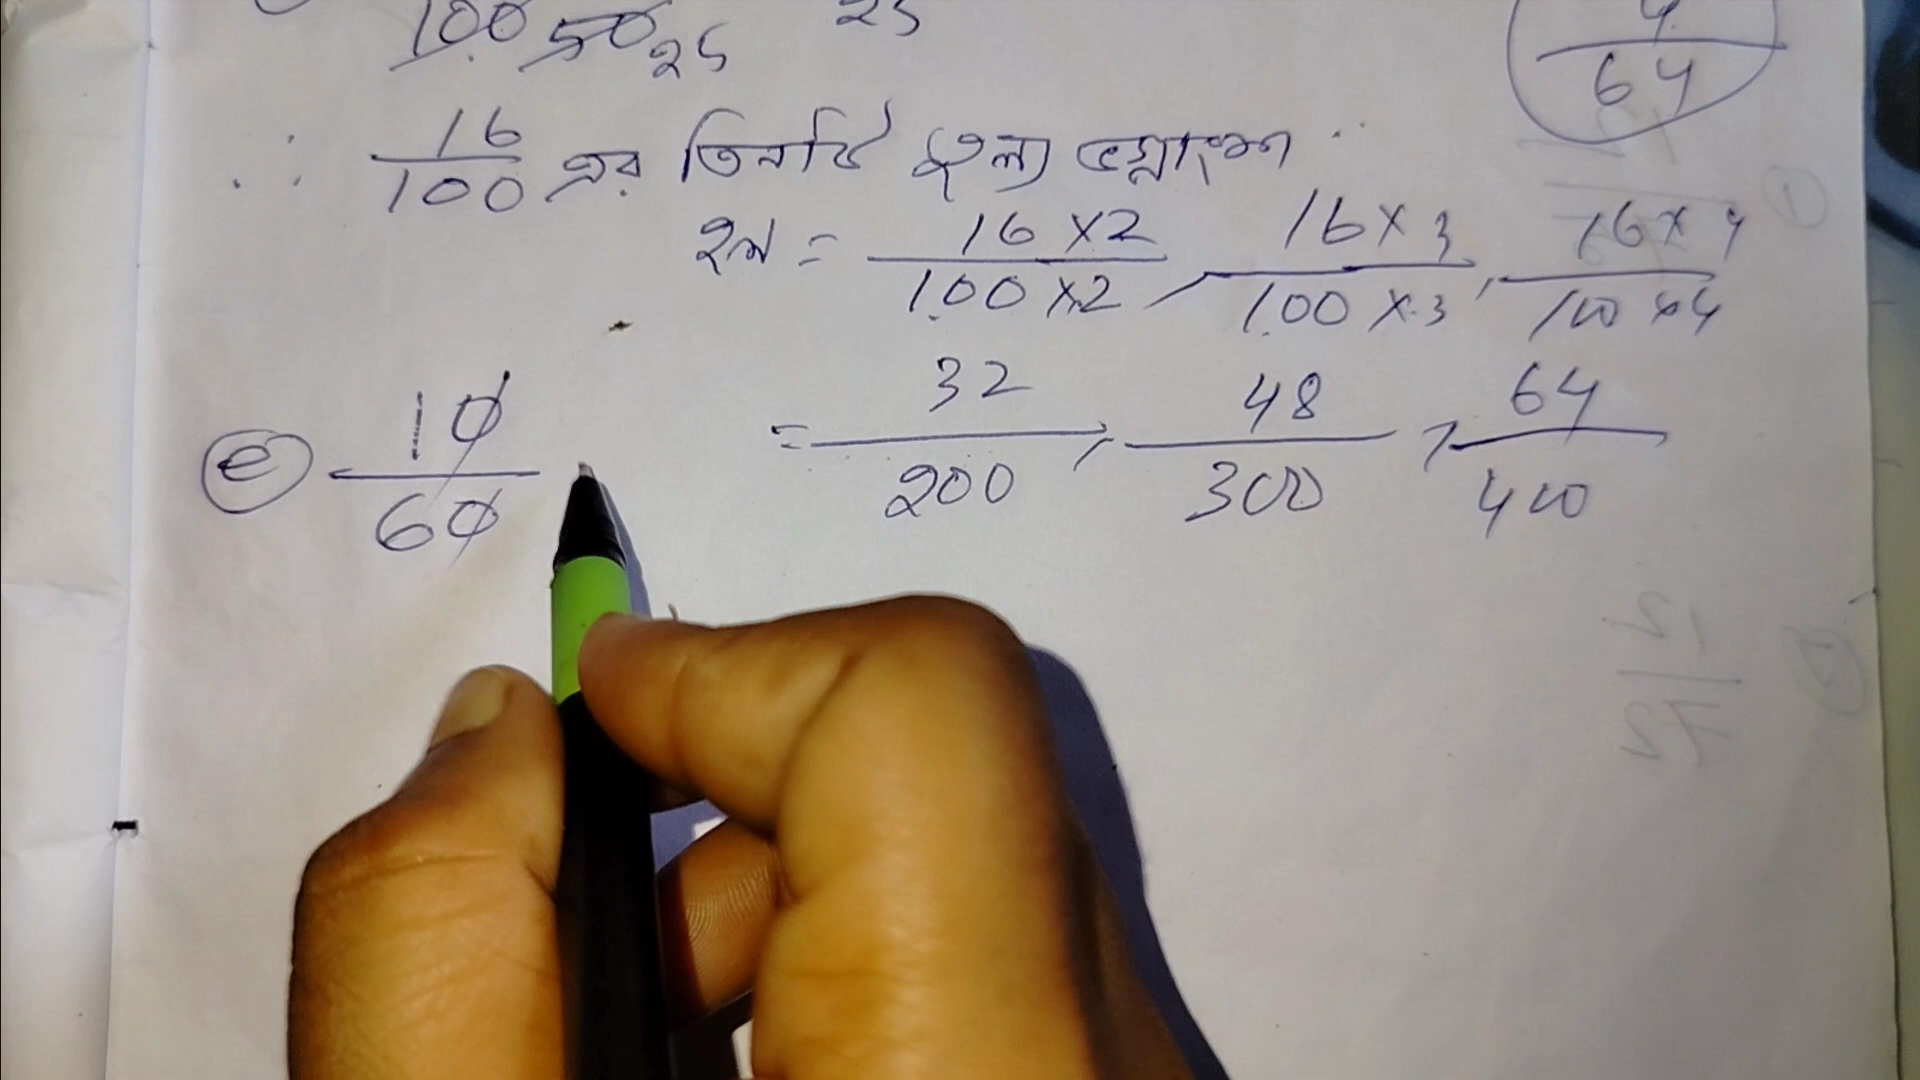 100 50 25 25
4/64
∴ 16/100 এর তিনটি তুল্য ভগ্নাংশ
হল = 16×2/100×2, 16×3/100×3, 16×4/100×4
= 32/200, 48/300, 64/400
(e) 10/60